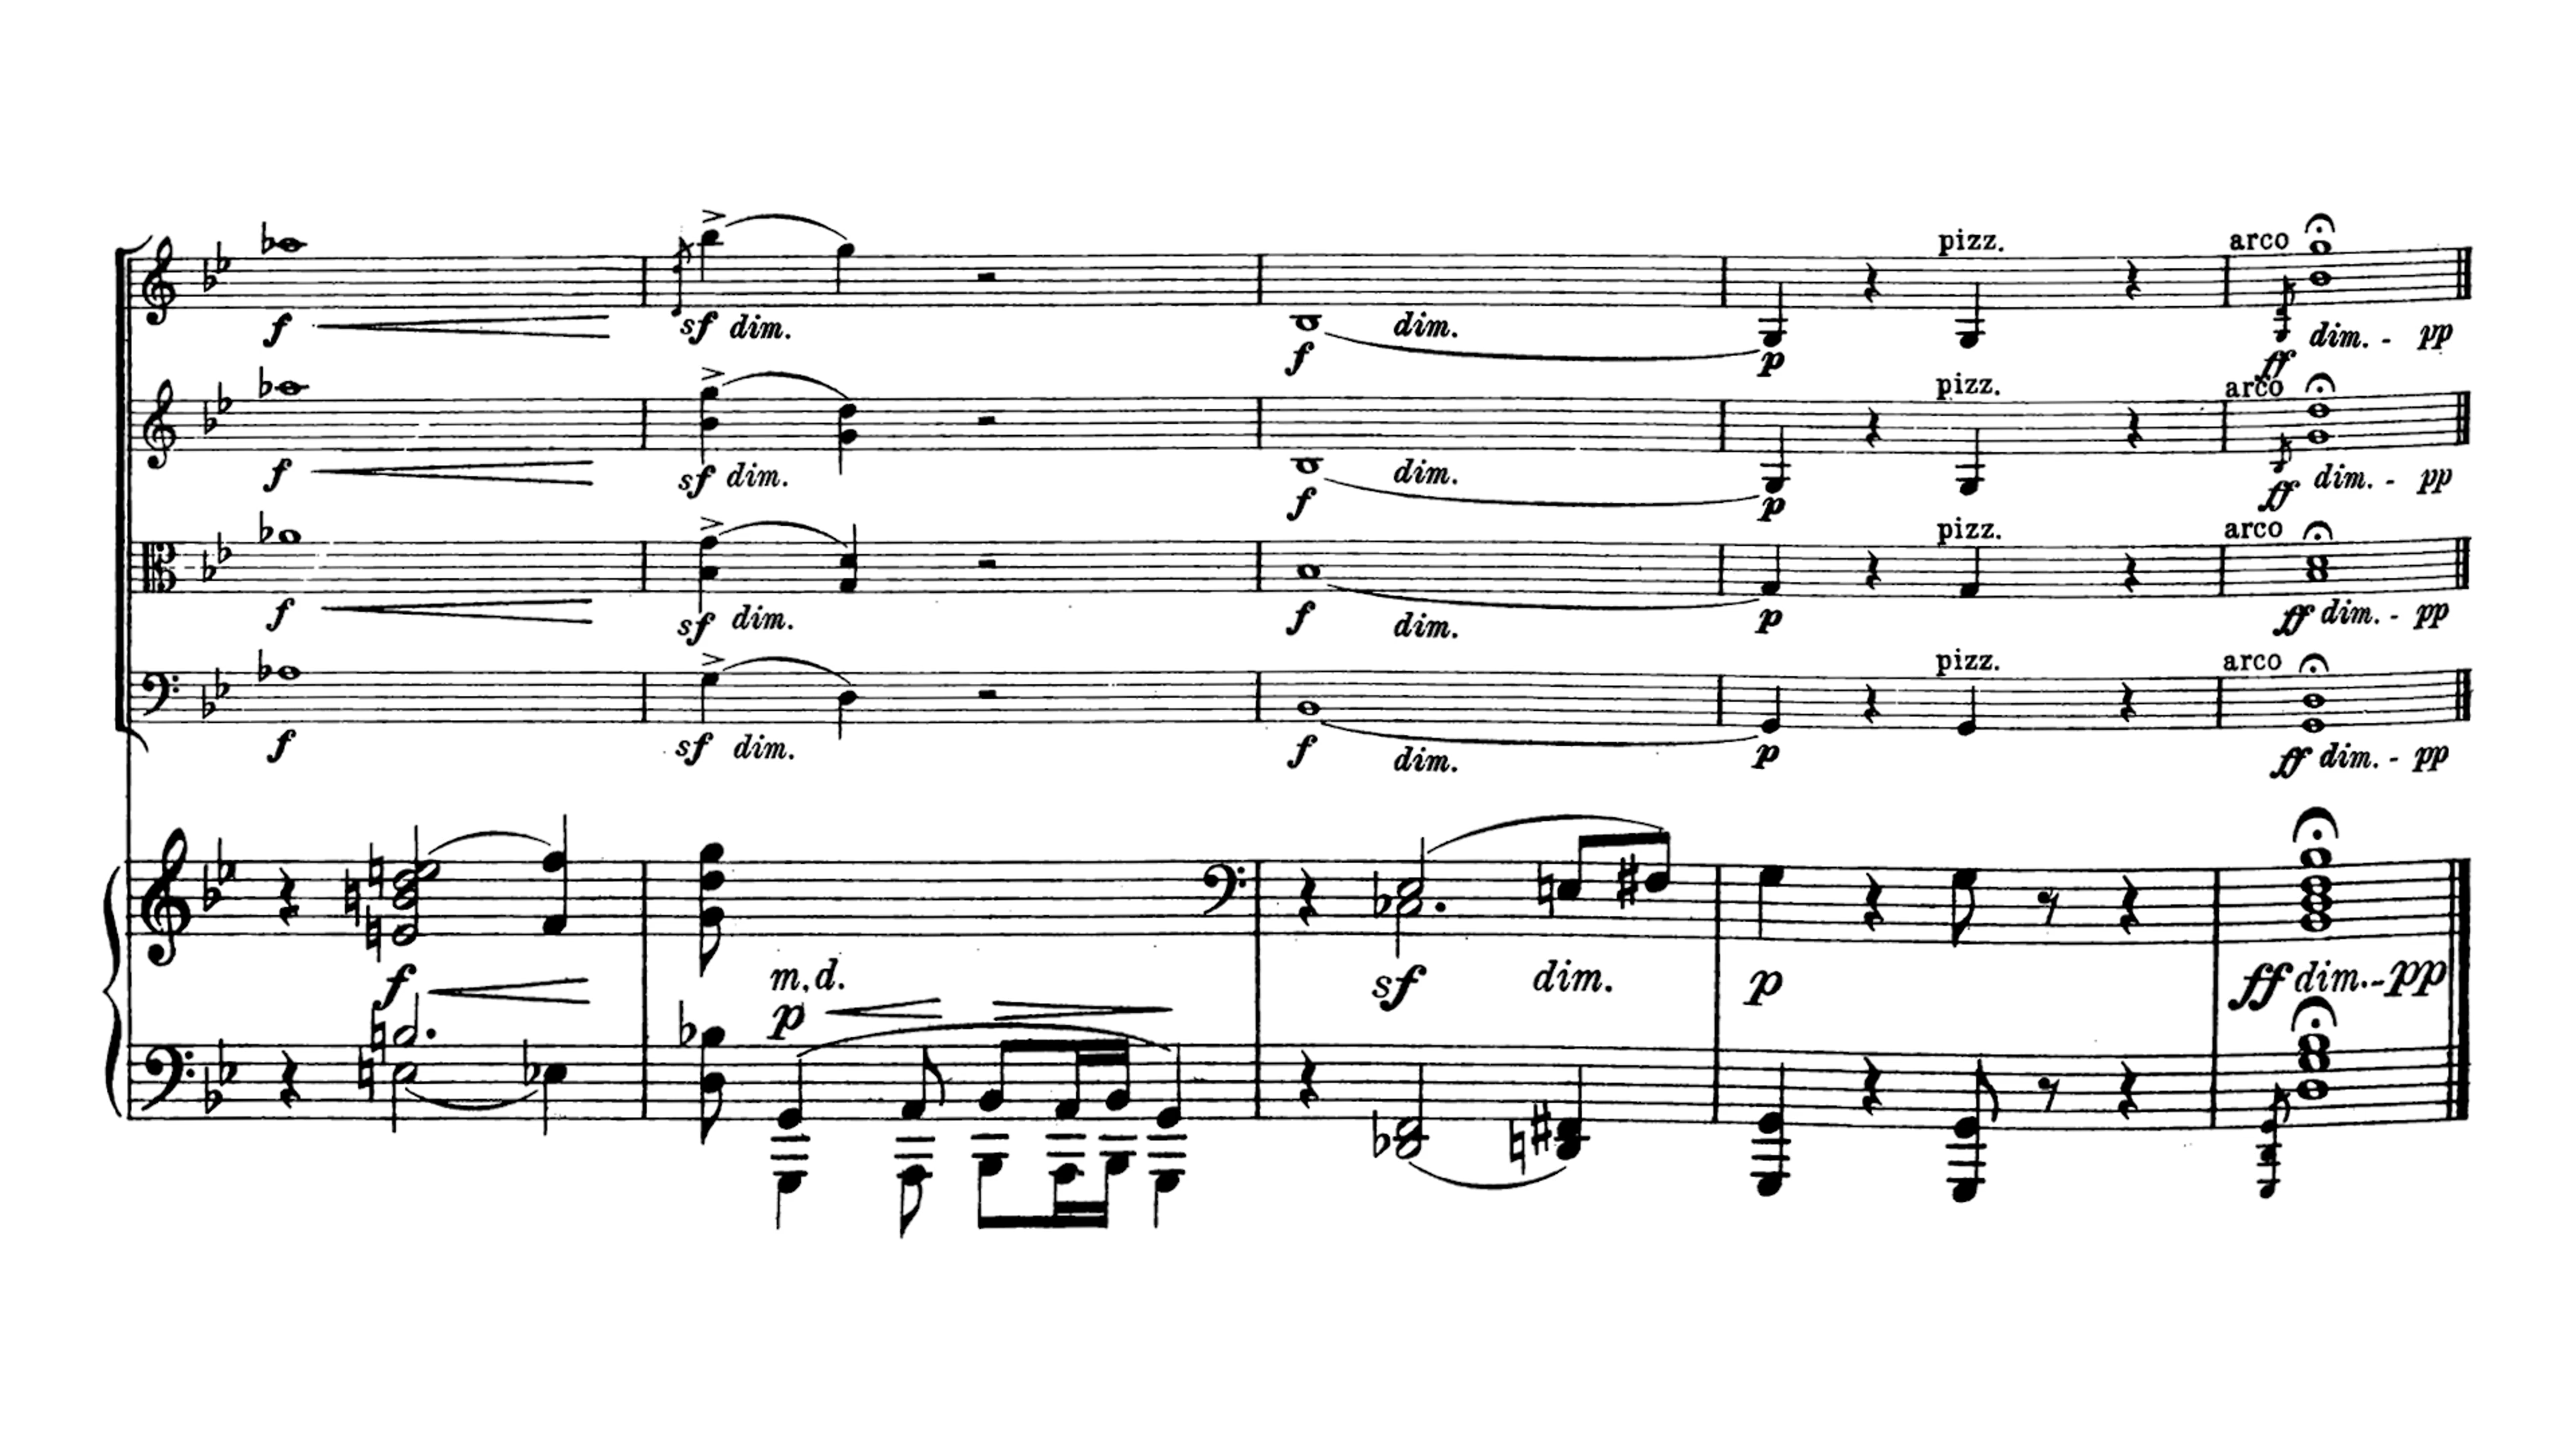 pizz. arco
f sf dim. f dim. p ff dim. - pp
pizz. arco
f sf dim. f dim. p ff dim. - pp
pizz. arco
f sf dim. f dim. p ff dim. - pp
pizz. arco
f sf dim. f dim. p ff dim. - pp
f m.d. sf dim. p ff dim. - pp
p